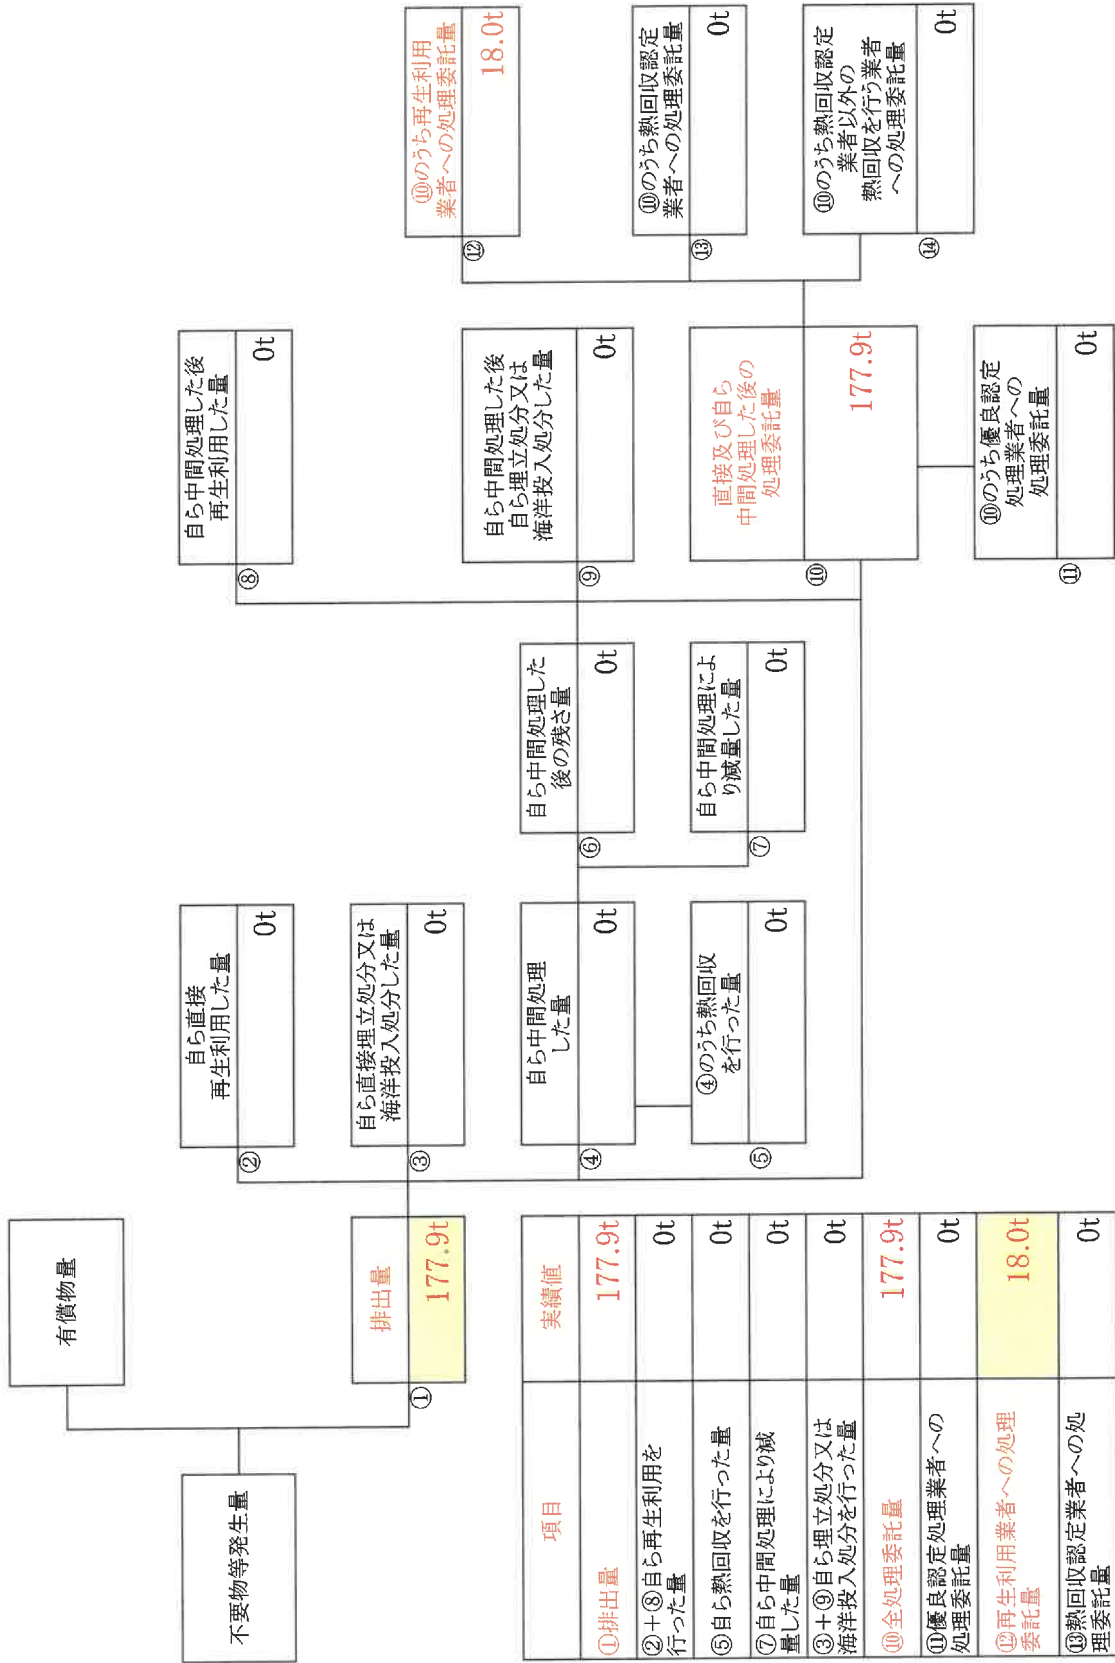 有償物量
不要物等発生量
排出量
①
177.9t
自ら直接
再生利用した量
②
0t
自ら直接埋立処分又は
海洋投入処分した量
③
0t
自ら中間処理
した量
④
0t
④のうち熱回収
を行った量
⑤
0t
自ら中間処理した
後の残さ量
⑥
0t
自ら中間処理によ
り減量した量
⑦
0t
自ら中間処理した後
再生利用した量
⑧
0t
自ら中間処理した後
自ら埋立処分又は
海洋投入処分した量
⑨
0t
直接及び自ら
中間処理した後の
処理委託量
⑩
177.9t
⑩のうち優良認定
処理業者への
処理委託量
⑪
0t
⑩のうち再生利用
業者への処理委託量
⑫
18.0t
⑩のうち熱回収認定
業者への処理委託量
⑬
0t
⑩のうち熱回収認定
業者以外の
熱回収を行う業者
への処理委託量
⑭
0t
項目
実績値
①排出量
177.9t
②+⑧自ら再生利用を
行った量
0t
⑤自ら熱回収を行った量
0t
⑦自ら中間処理により減
量した量
0t
③+⑨自ら埋立処分又は
海洋投入処分を行った量
0t
⑩全処理委託量
177.9t
⑪優良認定処理業者への
処理委託量
0t
⑫再生利用業者への処理
委託量
18.0t
⑬熱回収認定業者への処
理委託量
0t